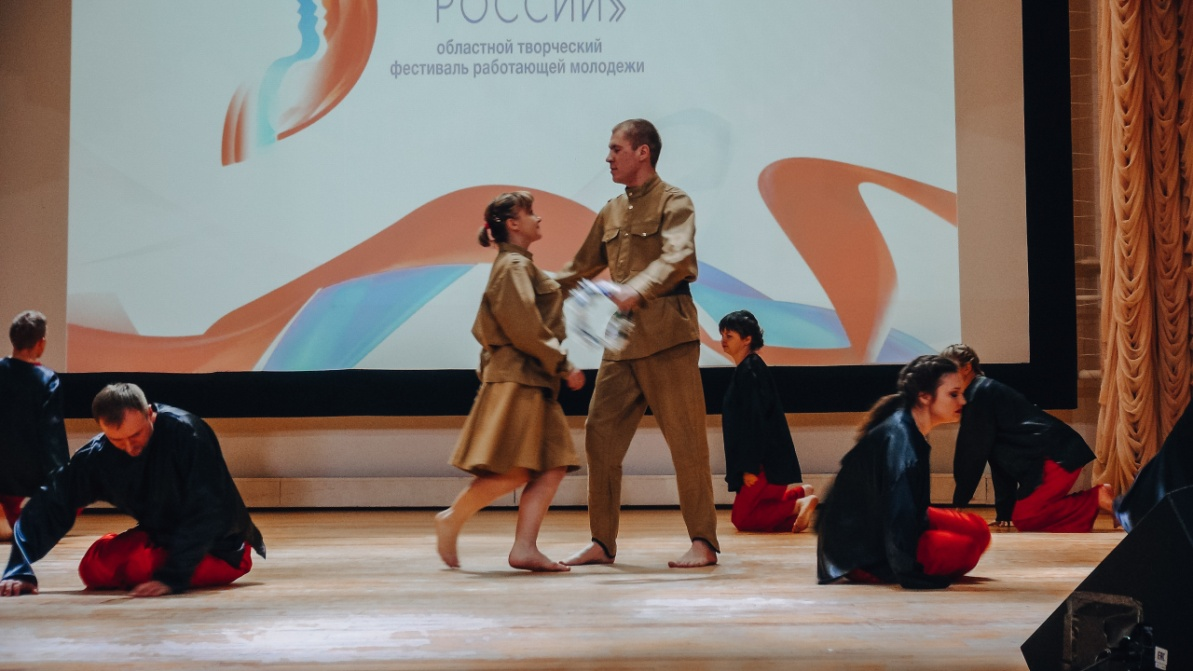 РОССИИ»
областной творческий
фестиваль работающей молодежи